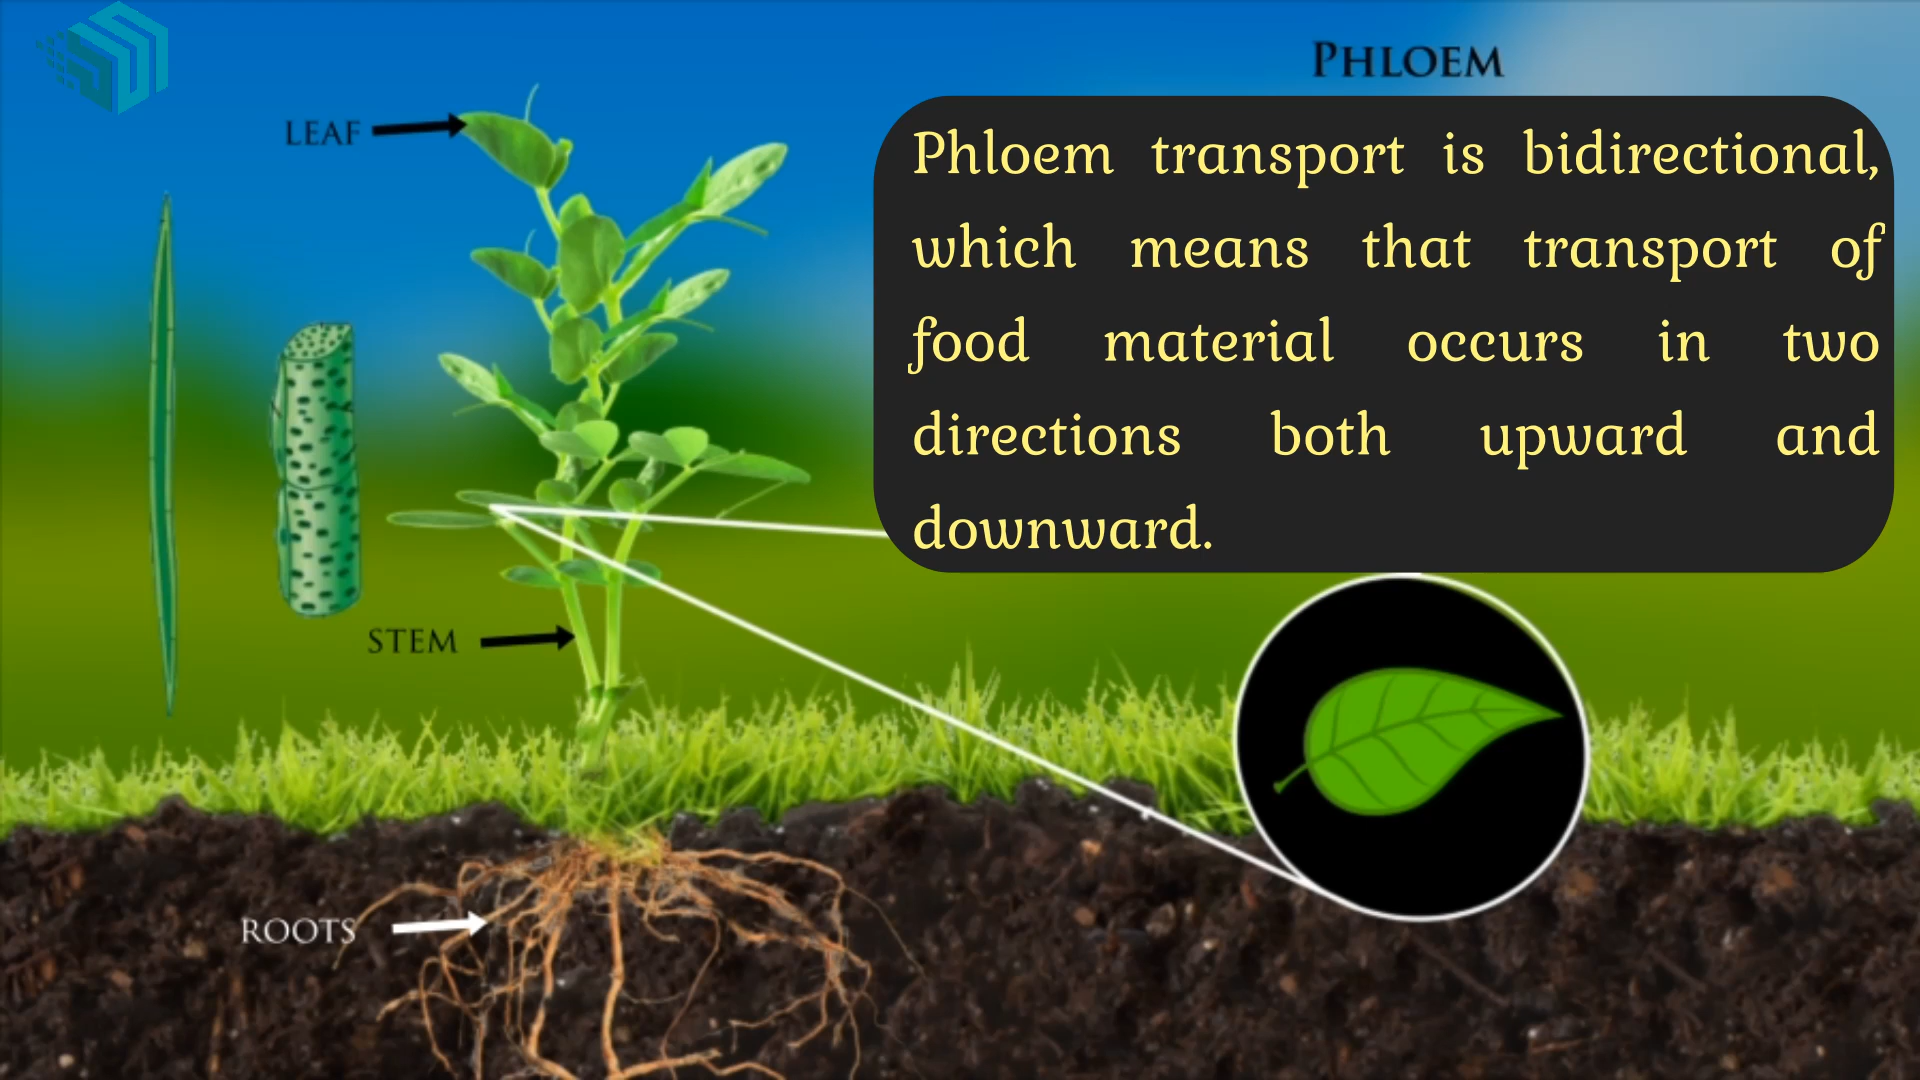 PHLOEM
LEAF
Phloem transport is bidirectional,
which means that transport of
food material occurs in two
directions both upward and
downward.
STEM
ROOTS